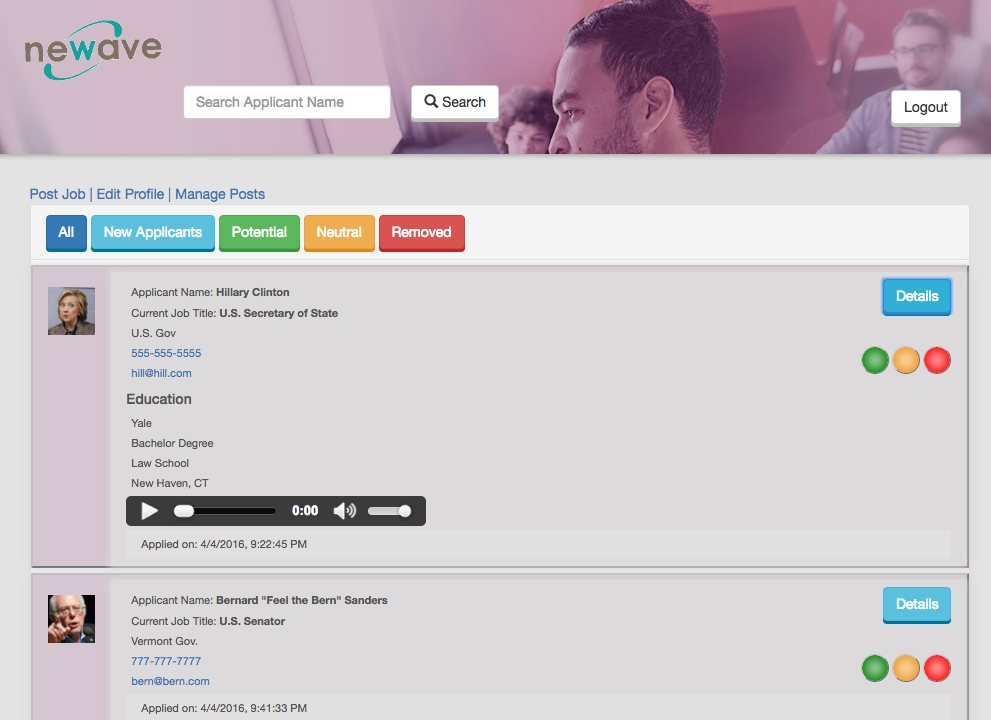 newave
Search Applicant Name
Search
Logout
Post Job | Edit Profile | Manage Posts
All
New Applicants
Potential
Neutral
Removed
Applicant Name: Hillary Clinton
Details
Current Job Title: U.S. Secretary of State
U.S. Gov
555-555-5555
hill@hill.com
Education
Yale
Bachelor Degree
Law School
New Haven, CT
0:00
Applied on: 4/4/2016, 9:22:45 PM
Applicant Name: Bernard "Feel the Bern" Sanders
Details
Current Job Title: U.S. Senator
Vermont Gov.
777-777-7777
bern@bern.com
Applied on: 4/4/2016, 9:41:33 PM